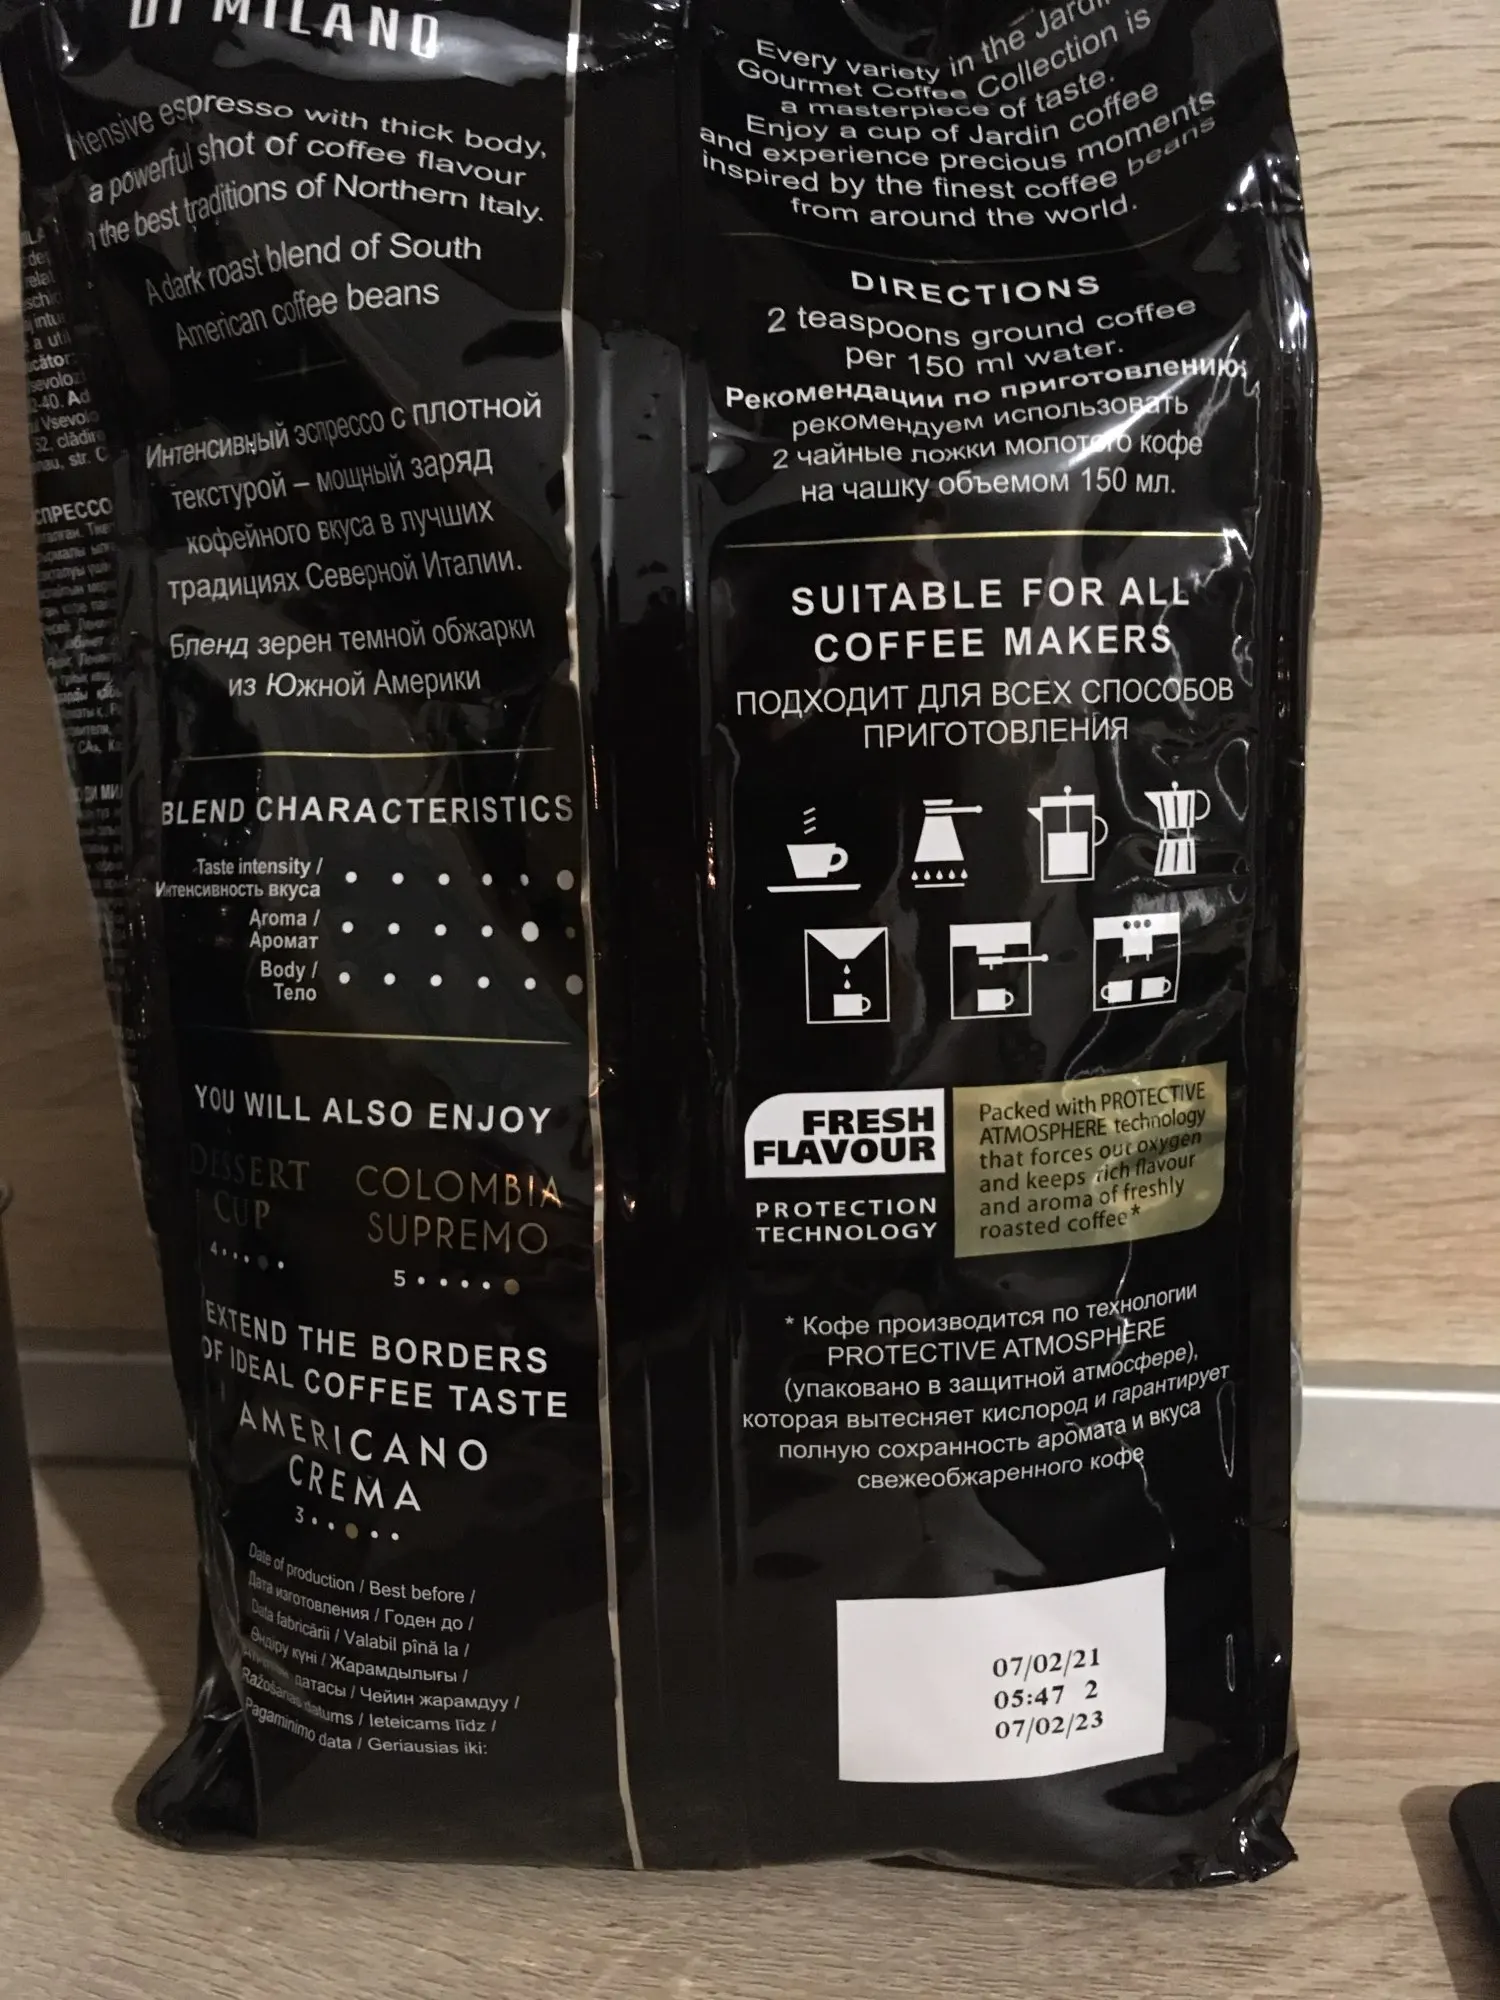 DI MILANO
Intensive espresso with thick body,
a powerful shot of coffee flavour
the best traditions of Northern Italy.
A dark roast blend of South
American coffee beans
Интенсивный эспрессо с плотной
текстурой – мощный заряд
кофейного вкуса в лучших
традициях Северной Италии.
Бленд зерен темной обжарки
из Южной Америки
BLEND CHARACTERISTICS
Taste intensity /
Интенсивность вкуса
Aroma /
Аромат
Body /
Тело
YOU WILL ALSO ENJOY
DESSERT
CUP
4
COLOMBIA
SUPREMO
5
EXTEND THE BORDERS
OF IDEAL COFFEE TASTE
AMERICANO
CREMA
3
Date of production / Best before /
Дата изготовления / Годен до /
Data fabricării / Valabil pînă la /
Өндіру күні / Жарамдылығы /
датасы / Чейин жарамдуу /
Ražošanas datums / Ieteicams līdz /
Pagaminimo data / Geriausias iki:
Every variety in the Jardin
Gourmet Coffee Collection is
a masterpiece of taste.
Enjoy a cup of Jardin coffee
and experience precious moments
inspired by the finest coffee beans
from around the world.
DIRECTIONS
2 teaspoons ground coffee
per 150 ml water.
Рекомендации по приготовлению:
рекомендуем использовать
2 чайные ложки молотого кофе
на чашку объемом 150 мл.
SUITABLE FOR ALL
COFFEE MAKERS
ПОДХОДИТ ДЛЯ ВСЕХ СПОСОБОВ
ПРИГОТОВЛЕНИЯ
FRESH
FLAVOUR
PROTECTION
TECHNOLOGY
Packed with PROTECTIVE
ATMOSPHERE technology
that forces out oxygen
and keeps rich flavour
and aroma of freshly
roasted coffee*
* Кофе производится по технологии
PROTECTIVE ATMOSPHERE
(упаковано в защитной атмосфере),
которая вытесняет кислород и гарантирует
полную сохранность аромата и вкуса
свежеобжаренного кофе
07/02/21
05:47 2
07/02/23